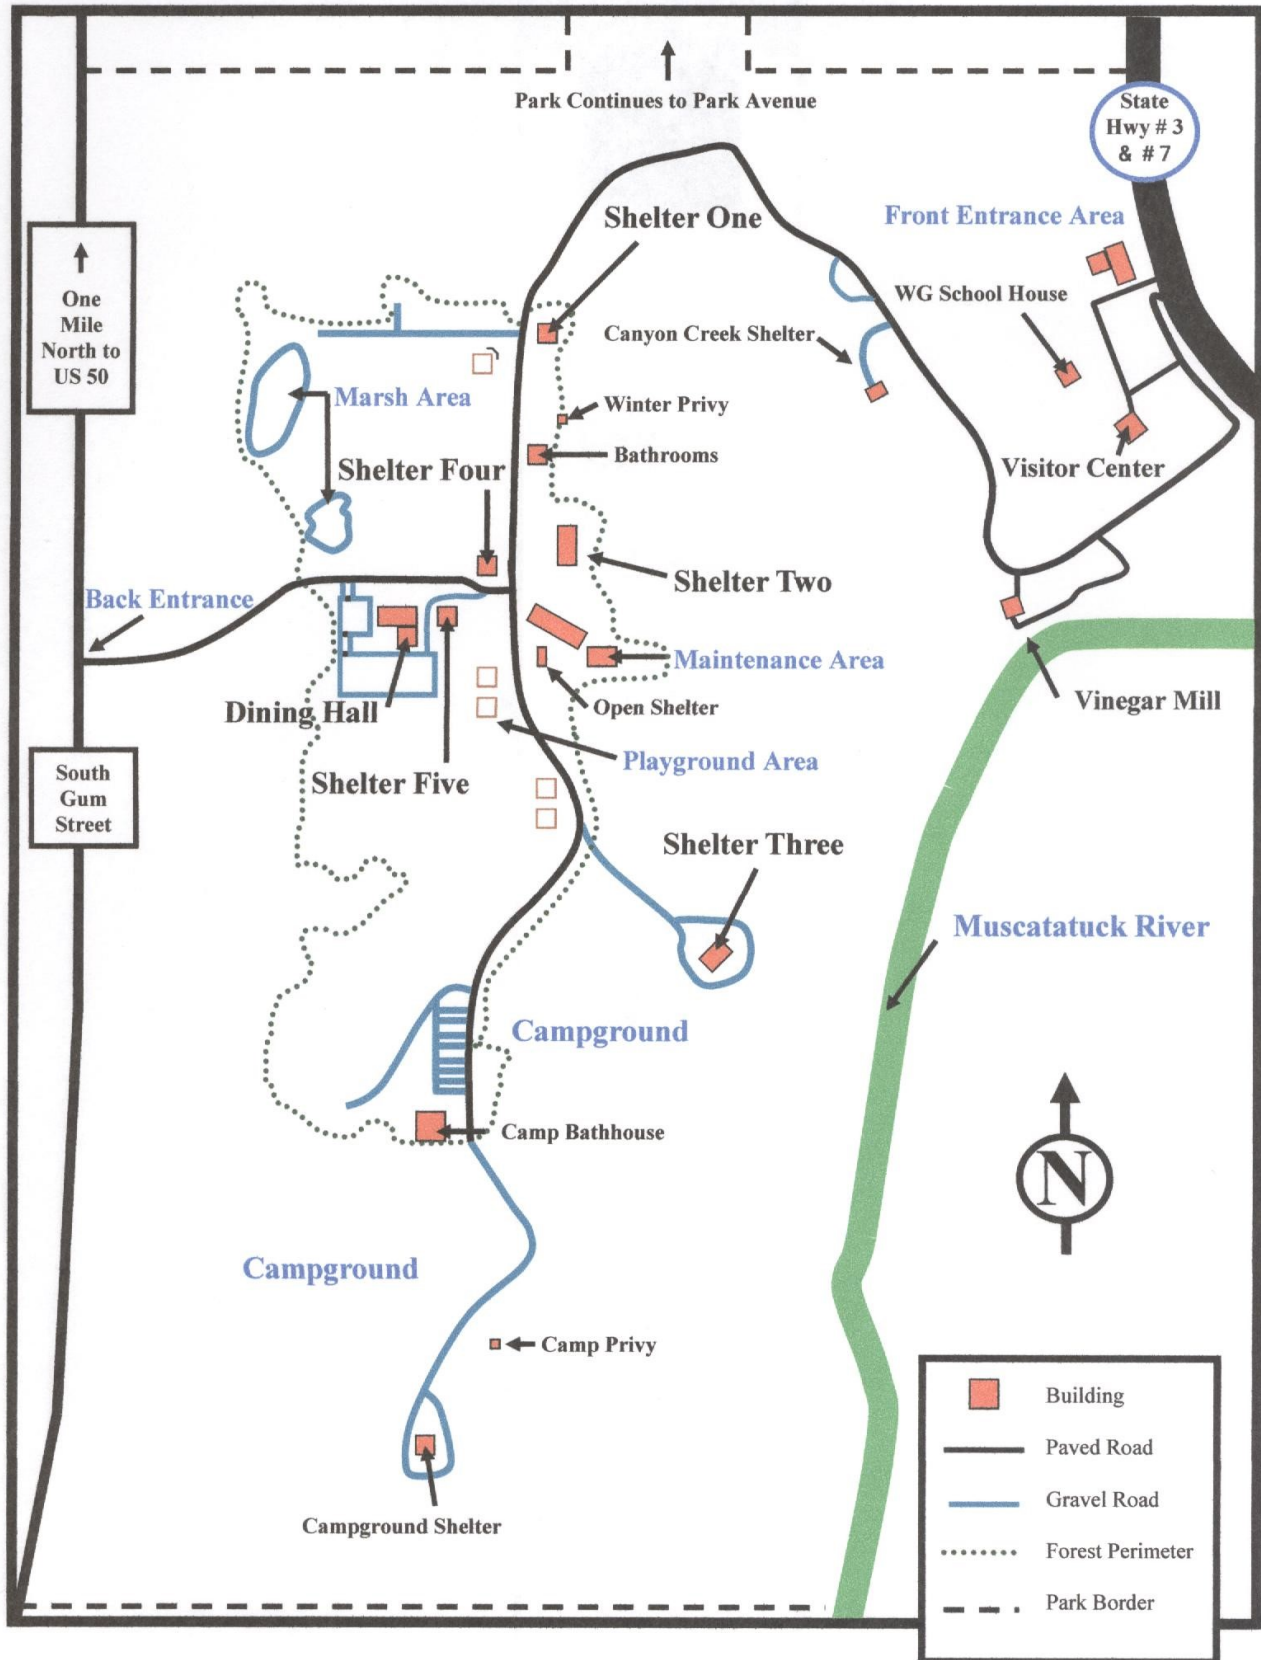 Park Continues to Park Avenue
State
Hwy # 3
& # 7
Shelter One
Front Entrance Area
One
Mile
North to
US 50
WG School House
Canyon Creek Shelter
Marsh Area
Winter Privy
Bathrooms
Shelter Four
Visitor Center
Shelter Two
Back Entrance
Maintenance Area
Vinegar Mill
Open Shelter
Dining Hall
Playground Area
Shelter Five
South
Gum
Street
Shelter Three
Muscatatuck River
Campground
Camp Bathhouse
N
Campground
Camp Privy
Campground Shelter
Building
Paved Road
Gravel Road
Forest Perimeter
Park Border